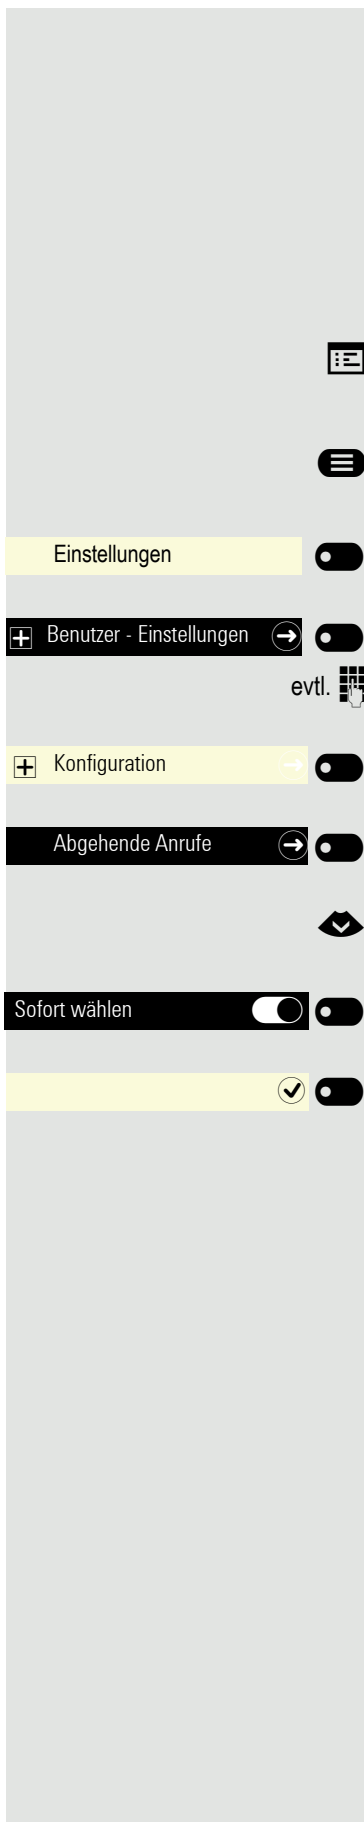 Einstellungen
Benutzer - Einstellungen
evtl.
Konfiguration
Abgehende Anrufe
Sofort wählen